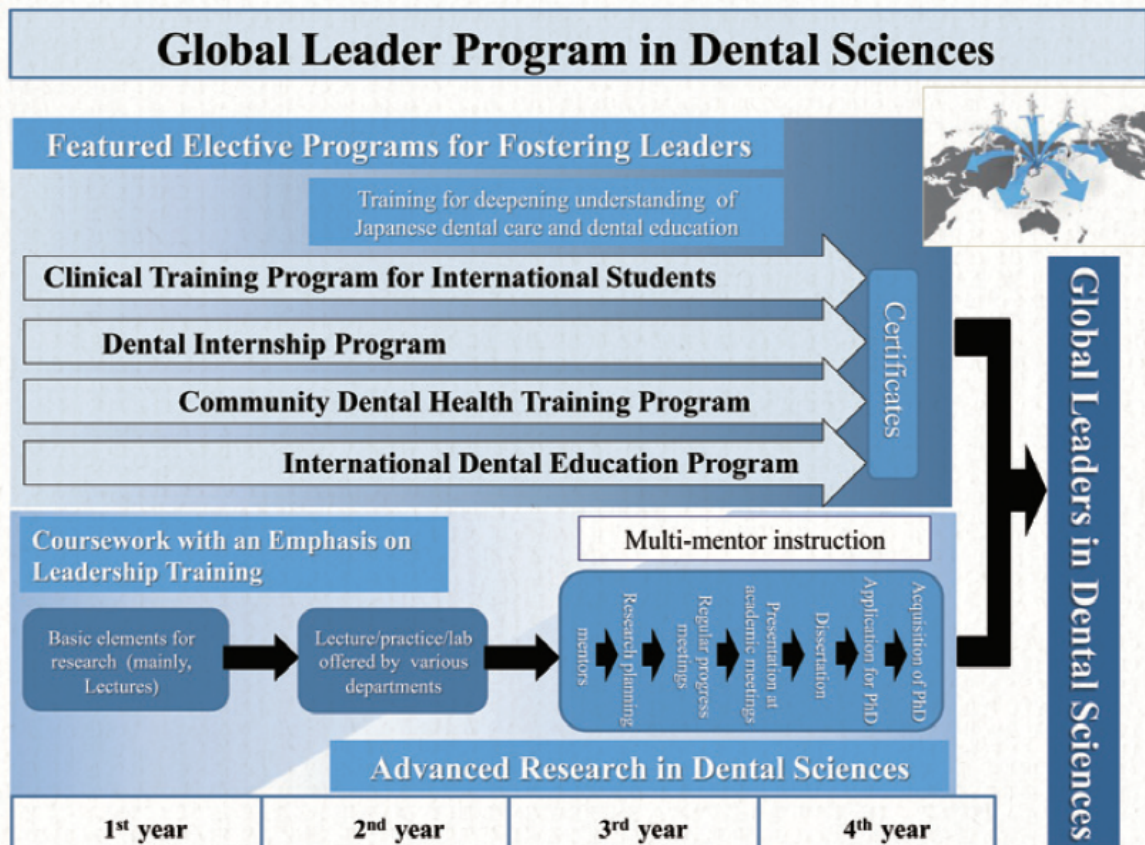 Global Leader Program in Dental Sciences
Featured Elective Programs for Fostering Leaders
Training for deepening understanding of
Japanese dental care and dental education
Clinical Training Program for International Students
Dental Internship Program
Community Dental Health Training Program
International Dental Education Program
Certificates
Global Leaders in Dental Sciences
Coursework with an Emphasis on
Leadership Training
Multi-mentor instruction
Basic elements for
research (mainly,
Lectures)
Lecture/practice/lab
offered by various
departments
mentors
Research planning
Regular progress
meetings
Presentation at
academic meetings
Dissertation
Application for PhD
Acquisition of PhD
Advanced Research in Dental Sciences
1st year
2nd year
3rd year
4th year